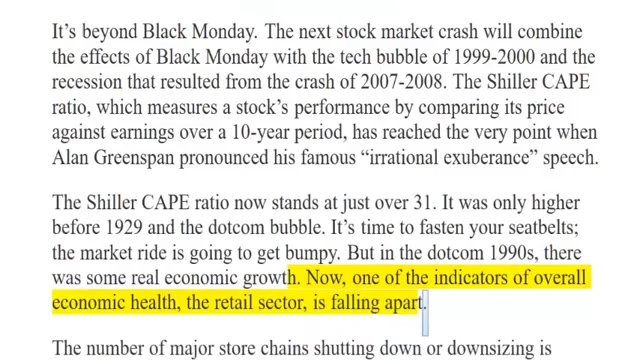 It’s beyond Black Monday. The next stock market crash will combine
the effects of Black Monday with the tech bubble of 1999-2000 and the
recession that resulted from the crash of 2007-2008. The Shiller CAPE
ratio, which measures a stock’s performance by comparing its price
against earnings over a 10-year period, has reached the very point when
Alan Greenspan pronounced his famous “irrational exuberance” speech.
The Shiller CAPE ratio now stands at just over 31. It was only higher
before 1929 and the dotcom bubble. It’s time to fasten your seatbelts;
the market ride is going to get bumpy. But in the dotcom 1990s, there
was some real economic growth. Now, one of the indicators of overall
economic health, the retail sector, is falling apart.
The number of major store chains shutting down or downsizing is